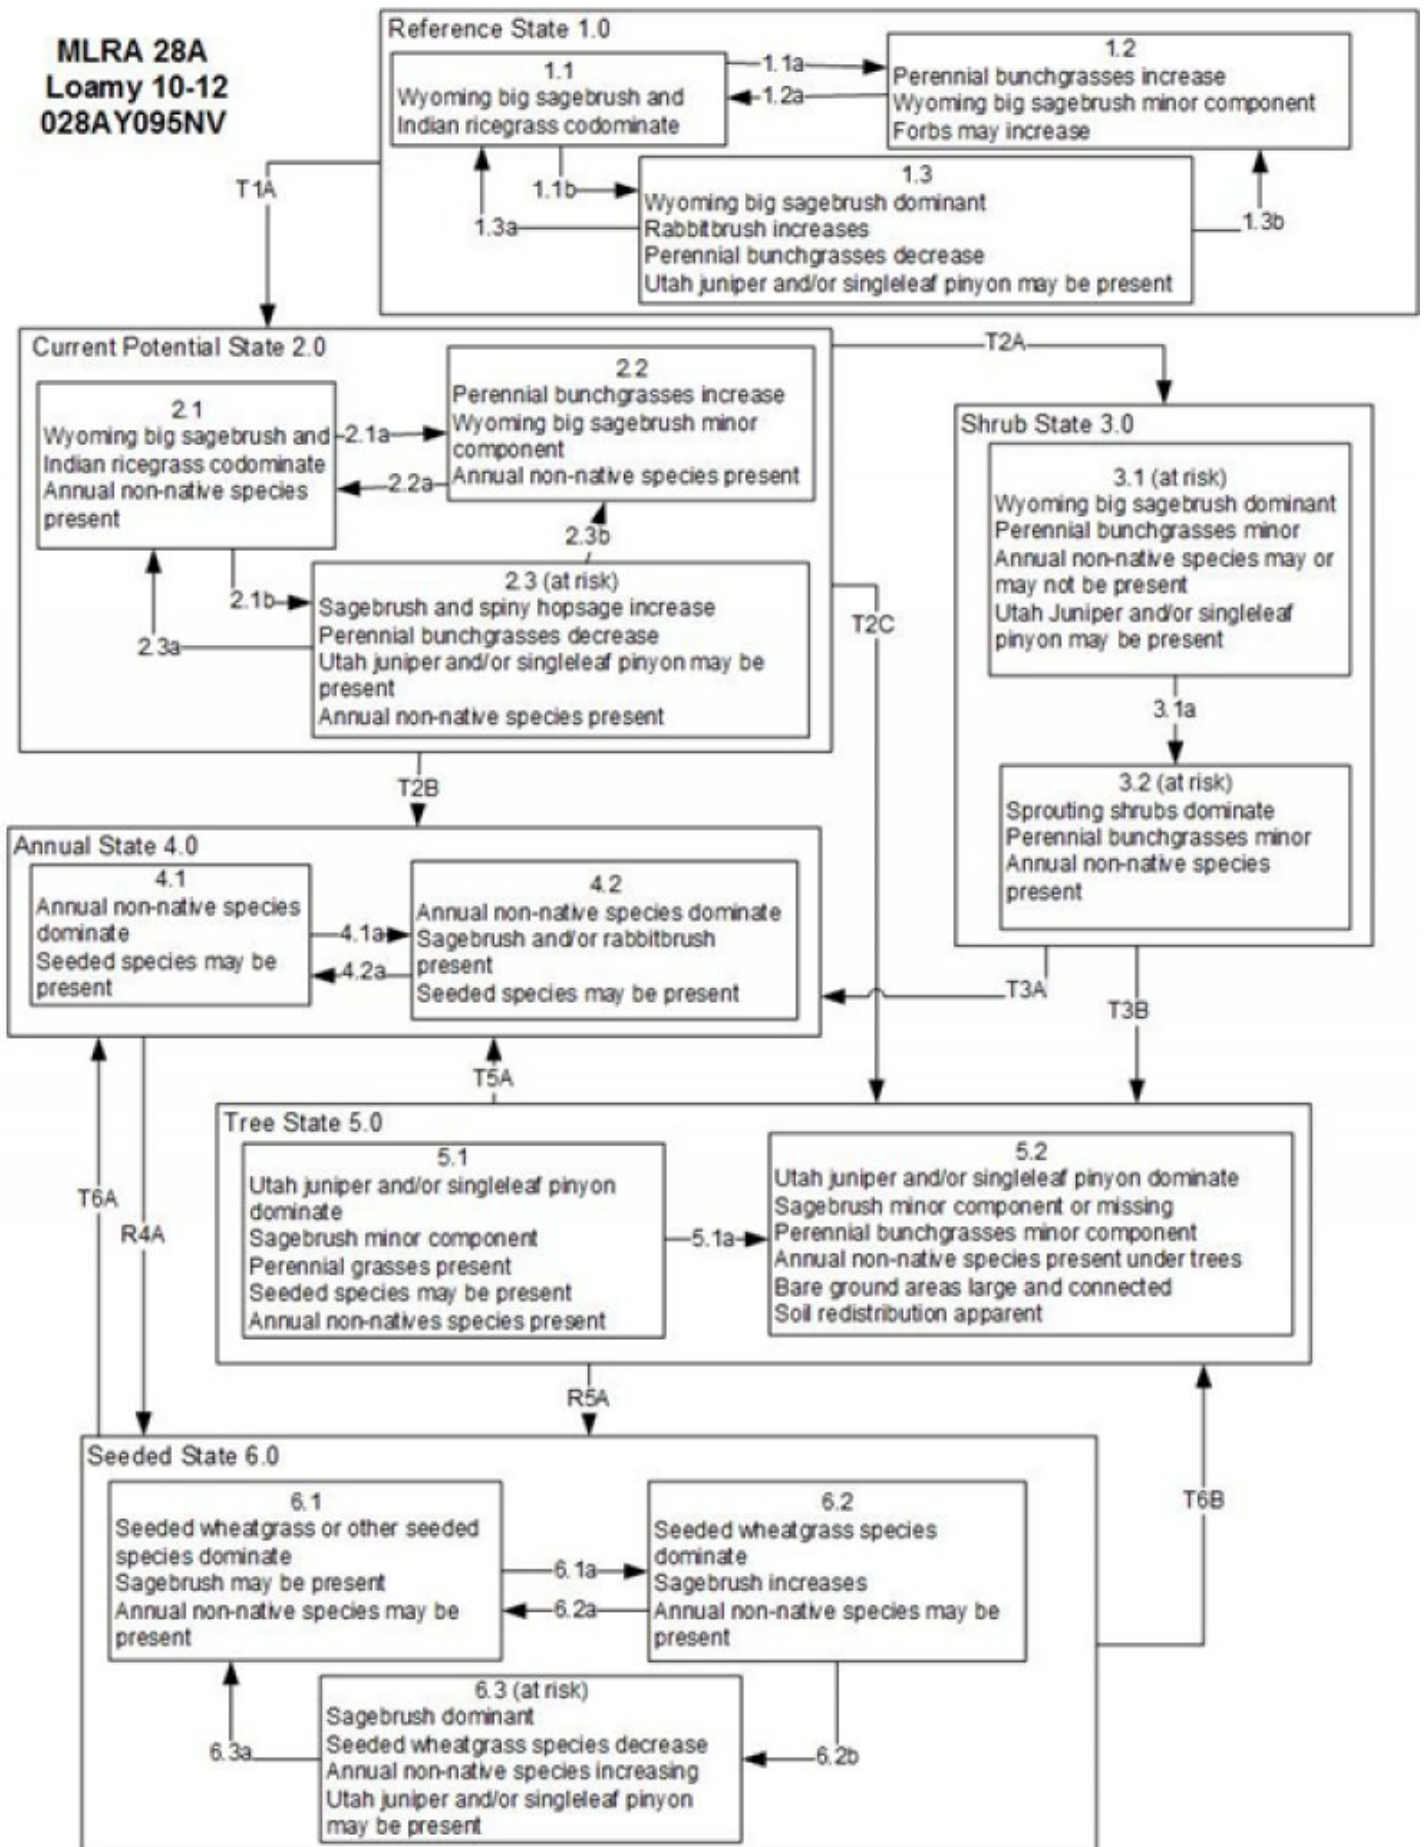 MLRA 28A
Loamy 10-12
028AY095NV
Reference State 1.0
1.1
Wyoming big sagebrush and
Indian ricegrass codominate
1.1a
1.2a
1.2
Perennial bunchgrasses increase
Wyoming big sagebrush minor component
Forbs may increase
1.1b
1.3a
1.3
Wyoming big sagebrush dominant
Rabbitbrush increases
Perennial bunchgrasses decrease
Utah juniper and/or singleleaf pinyon may be present
1.3b
T1A
Current Potential State 2.0
2.1
Wyoming big sagebrush and
Indian ricegrass codominate
Annual non-native species
present
2.1a
2.2a
2.2
Perennial bunchgrasses increase
Wyoming big sagebrush minor
component
Annual non-native species present
2.3b
2.1b
2.3a
2.3 (at risk)
Sagebrush and spiny hopsage increase
Perennial bunchgrasses decrease
Utah juniper and/or singleleaf pinyon may be
present
Annual non-native species present
T2A
T2C
T2B
Shrub State 3.0
3.1 (at risk)
Wyoming big sagebrush dominant
Perennial bunchgrasses minor
Annual non-native species may or
may not be present
Utah Juniper and/or singleleaf
pinyon may be present
3.1a
3.2 (at risk)
Sprouting shrubs dominate
Perennial bunchgrasses minor
Annual non-native species
present
T3A
T3B
Annual State 4.0
4.1
Annual non-native species
dominate
Seeded species may be
present
4.1a
4.2a
4.2
Annual non-native species dominate
Sagebrush and/or rabbitbrush
present
Seeded species may be present
T5A
T6A
R4A
Tree State 5.0
5.1
Utah juniper and/or singleleaf pinyon
dominate
Sagebrush minor component
Perennial grasses present
Seeded species may be present
Annual non-natives species present
5.1a
5.2
Utah juniper and/or singleleaf pinyon dominate
Sagebrush minor component or missing
Perennial bunchgrasses minor component
Annual non-native species present under trees
Bare ground areas large and connected
Soil redistribution apparent
R5A
T6B
Seeded State 6.0
6.1
Seeded wheatgrass or other seeded
species dominate
Sagebrush may be present
Annual non-native species may be
present
6.1a
6.2a
6.2
Seeded wheatgrass species
dominate
Sagebrush increases
Annual non-native species may be
present
6.3a
6.3 (at risk)
Sagebrush dominant
Seeded wheatgrass species decrease
Annual non-native species increasing
Utah juniper and/or singleleaf pinyon
may be present
6.2b